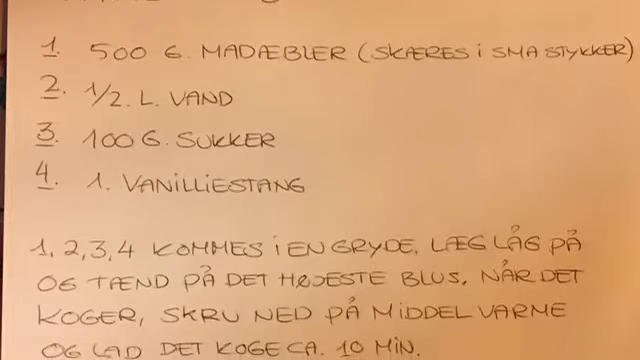 1. 500 G. MADÆBLER (SKÆRES i SMA STYKKER)
2. 1/2. L. VAND
3. 100 G. SUKKER
4. 1. VANILLIESTANG
1, 2, 3, 4 KOMMES i EN GRYDE. LÆG LÅG PÅ
OG TÆND PÅ DET HØJESTE BLUS. NÅR DET
KOGER, SKRU NED PÅ MIDDEL VARME
OG LAD DET KOGE CA. 10 MIN.